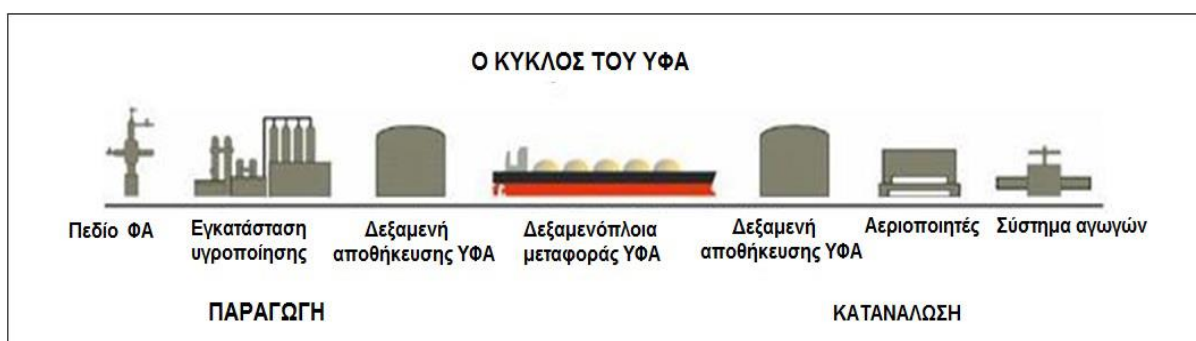 Ο ΚΥΚΛΟΣ ΤΟΥ ΥΦΑ
Πεδίο ΦΑ
Εγκατάσταση
υγροποίησης
Δεξαμενή
αποθήκευσης ΥΦΑ
Δεξαμενόπλοια
μεταφοράς ΥΦΑ
Δεξαμενή
αποθήκευσης ΥΦΑ
Αεριοποιητές
Σύστημα αγωγών
ΠΑΡΑΓΩΓΗ
ΚΑΤΑΝΑΛΩΣΗ